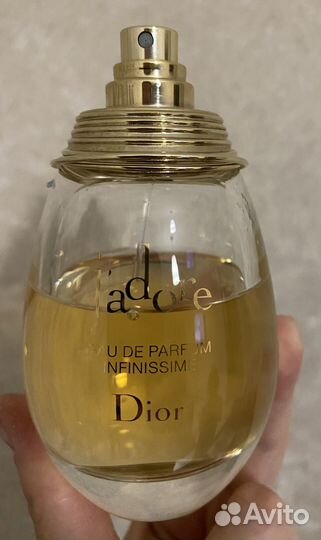 j'adore
EAU DE PARFUM
INFINISSIME
Dior
Avito